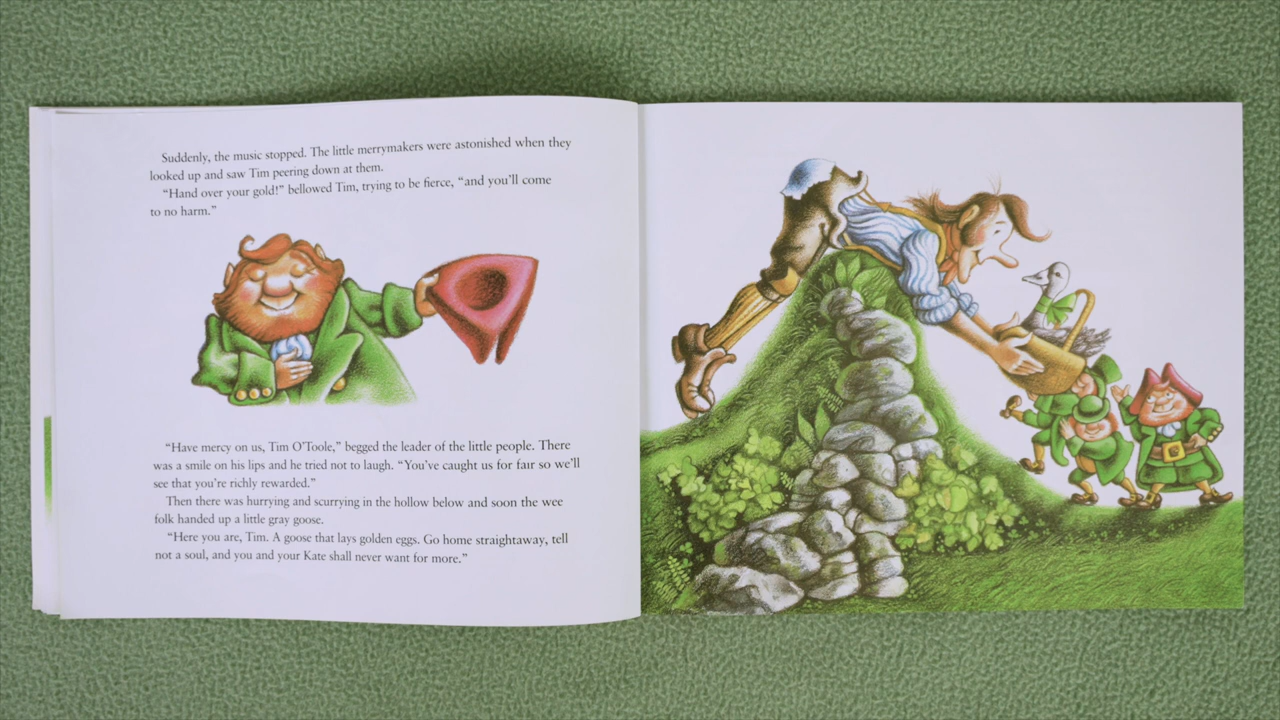 Suddenly, the music stopped. The little merrymakers were astonished when they
looked up and saw Tim peering down at them.
“Hand over your gold!” bellowed Tim, trying to be fierce, “and you’ll come
to no harm.”
“Have mercy on us, Tim O’Toole,” begged the leader of the little people. There
was a smile on his lips and he tried not to laugh. “You’ve caught us for fair so we’ll
see that you’re richly rewarded.”
Then there was hurrying and scurrying in the hollow below and soon the wee
folk handed up a little gray goose.
“Here you are, Tim. A goose that lays golden eggs. Go home straightaway, tell
not a soul, and you and your Kate shall never want for more.”